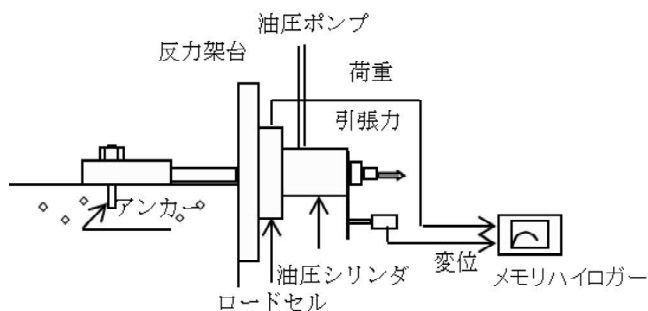 油圧ポンプ
反力架台
荷重
引張力
アンカー
油圧シリンダ
変位
メモリハイロガー
ロードセル